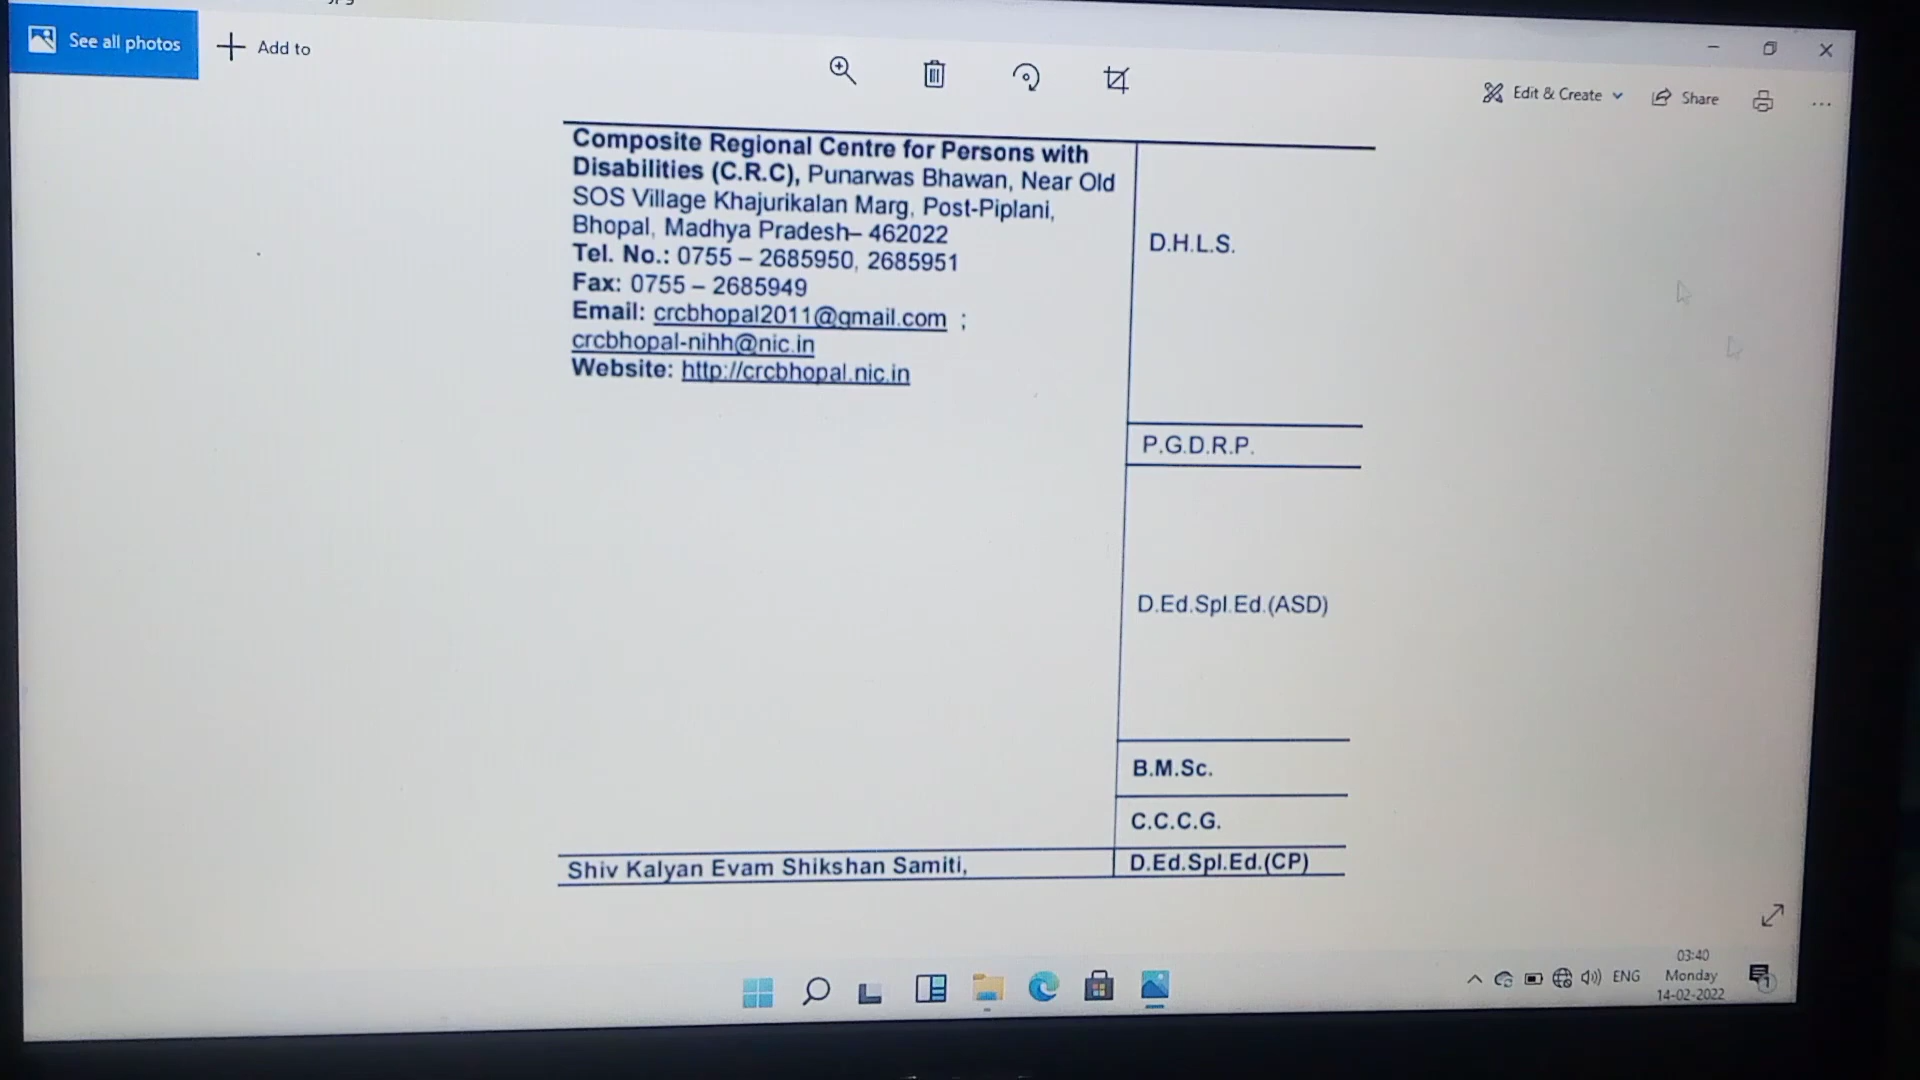 See all photos
Add to
Edit & Create
Share
Composite Regional Centre for Persons with
Disabilities (C.R.C), Punarwas Bhawan, Near Old
SOS Village Khajurikalan Marg, Post-Piplani,
Bhopal, Madhya Pradesh– 462022
Tel. No.: 0755 – 2685950, 2685951
Fax: 0755 – 2685949
Email: crcbhopal2011@gmail.com ;
crcbhopal-nihh@nic.in
Website: http://crcbhopal.nic.in
D.H.L.S.
P.G.D.R.P.
D.Ed.Spl.Ed.(ASD)
B.M.Sc.
C.C.C.G.
Shiv Kalyan Evam Shikshan Samiti,
D.Ed.Spl.Ed.(CP)
ENG
03:40
Monday
14-02-2022
1